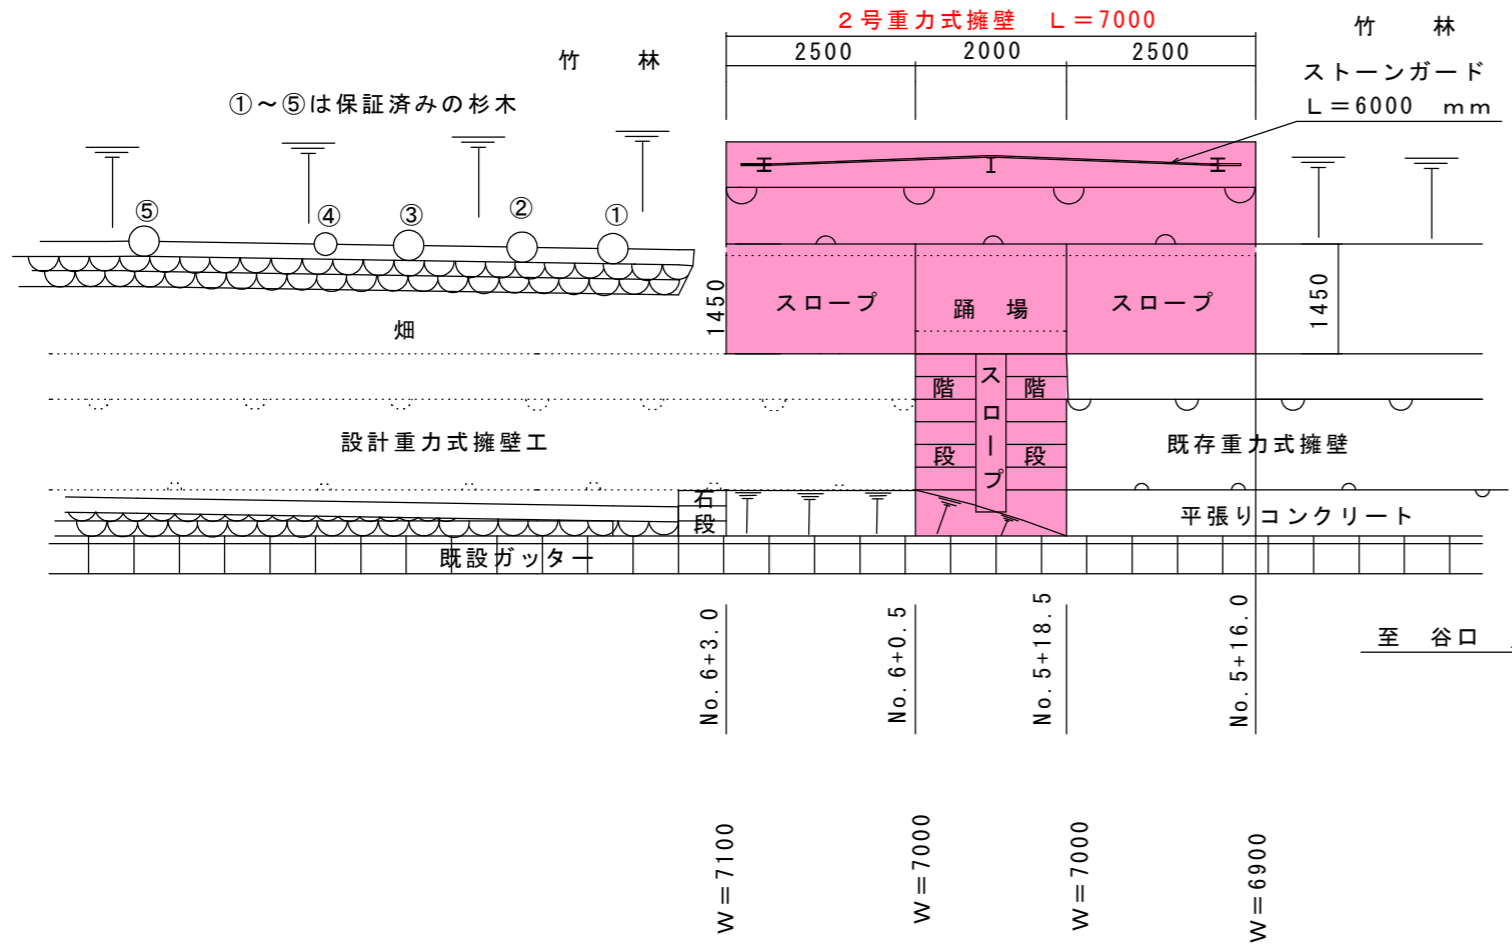 2号重力式擁壁 L=7000
竹 林
竹 林
2500 2000 2500
ストーンガード
L=6000 mm
①～⑤は保証済みの杉木
⑤ ④ ③ ② ①
1450
スロープ
踊 場
スロープ
1450
畑
階
段
スロープ
階
段
設計重力式擁壁工
既存重力式擁壁
石段
平張りコンクリート
既設ガッター
No.6+3.0
No.6+0.5
No.5+18.5
No.5+16.0
至 谷口
W=7100
W=7000
W=7000
W=6900